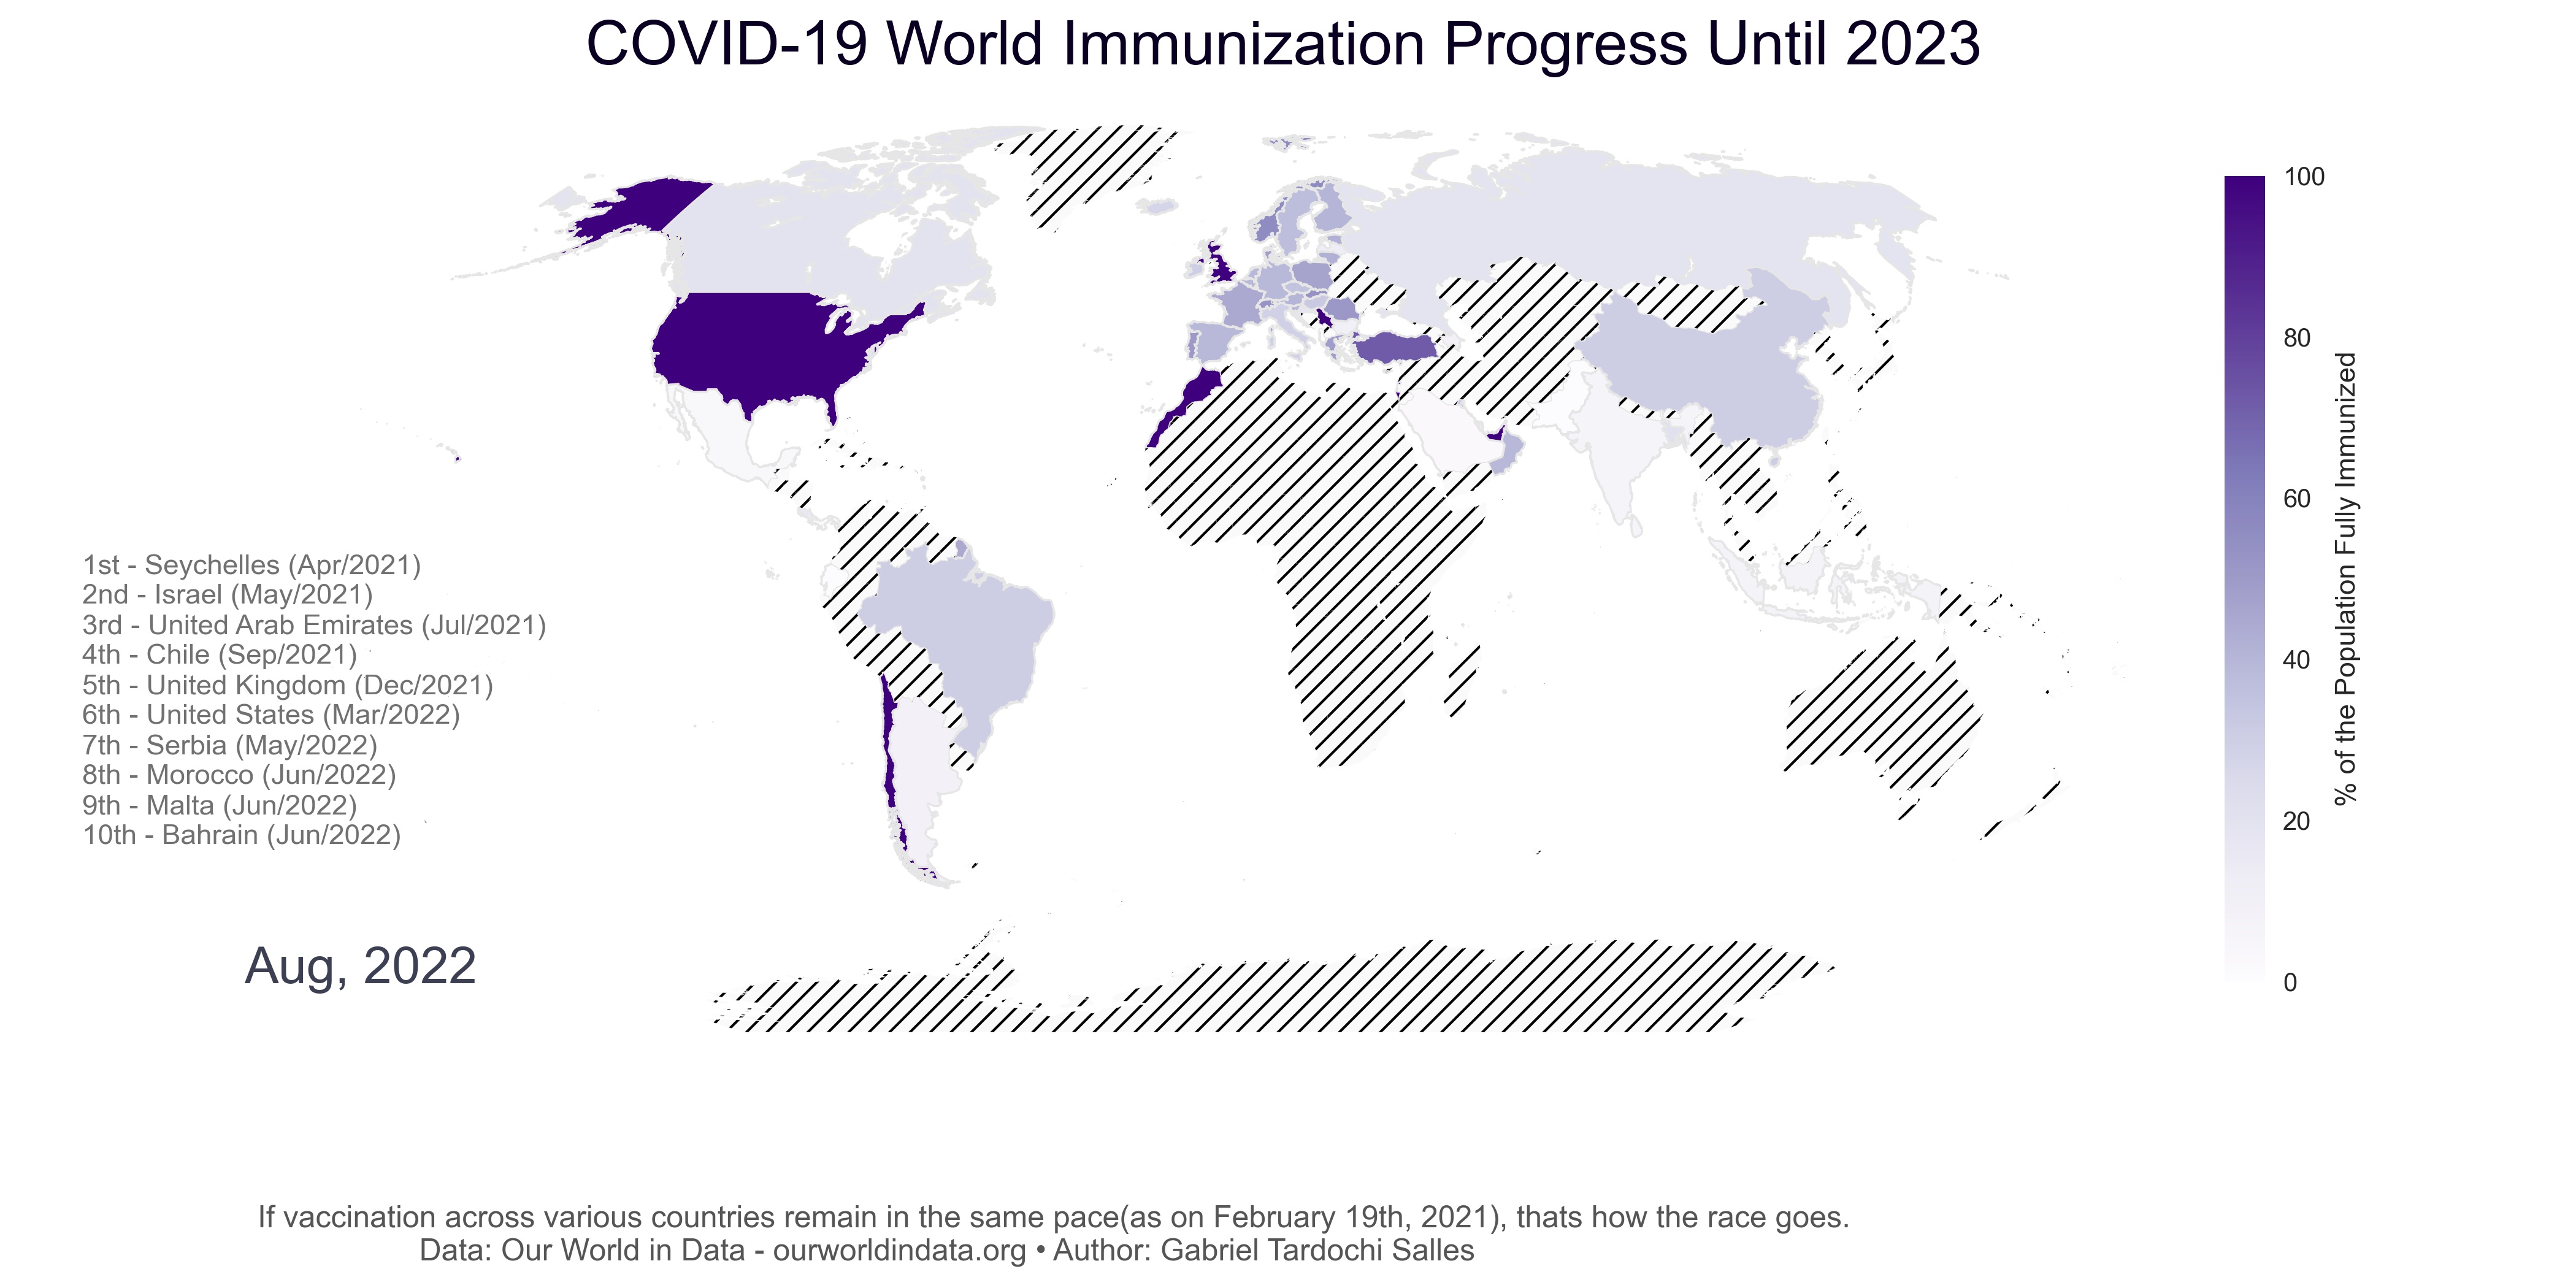 COVID-19 World Immunization Progress Until 2023
100
80
60
40
20
0
% of the Population Fully Immunized
1st - Seychelles (Apr/2021)
2nd - Israel (May/2021)
3rd - United Arab Emirates (Jul/2021)
4th - Chile (Sep/2021)
5th - United Kingdom (Dec/2021)
6th - United States (Mar/2022)
7th - Serbia (May/2022)
8th - Morocco (Jun/2022)
9th - Malta (Jun/2022)
10th - Bahrain (Jun/2022)
Aug, 2022
If vaccination across various countries remain in the same pace(as on February 19th, 2021), thats how the race goes.
Data: Our World in Data - ourworldindata.org • Author: Gabriel Tardochi Salles